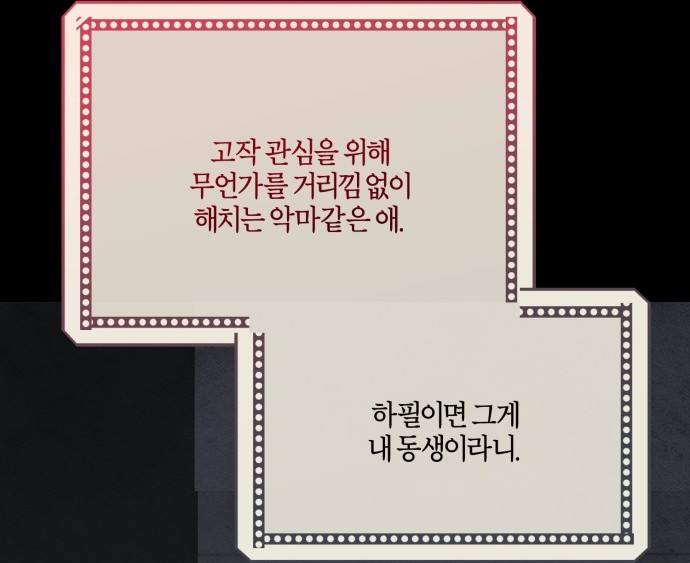 고작 관심을 위해
무언가를 거리낌 없이
해치는 악마같은 애.
하필이면 그게
내 동생이라니.